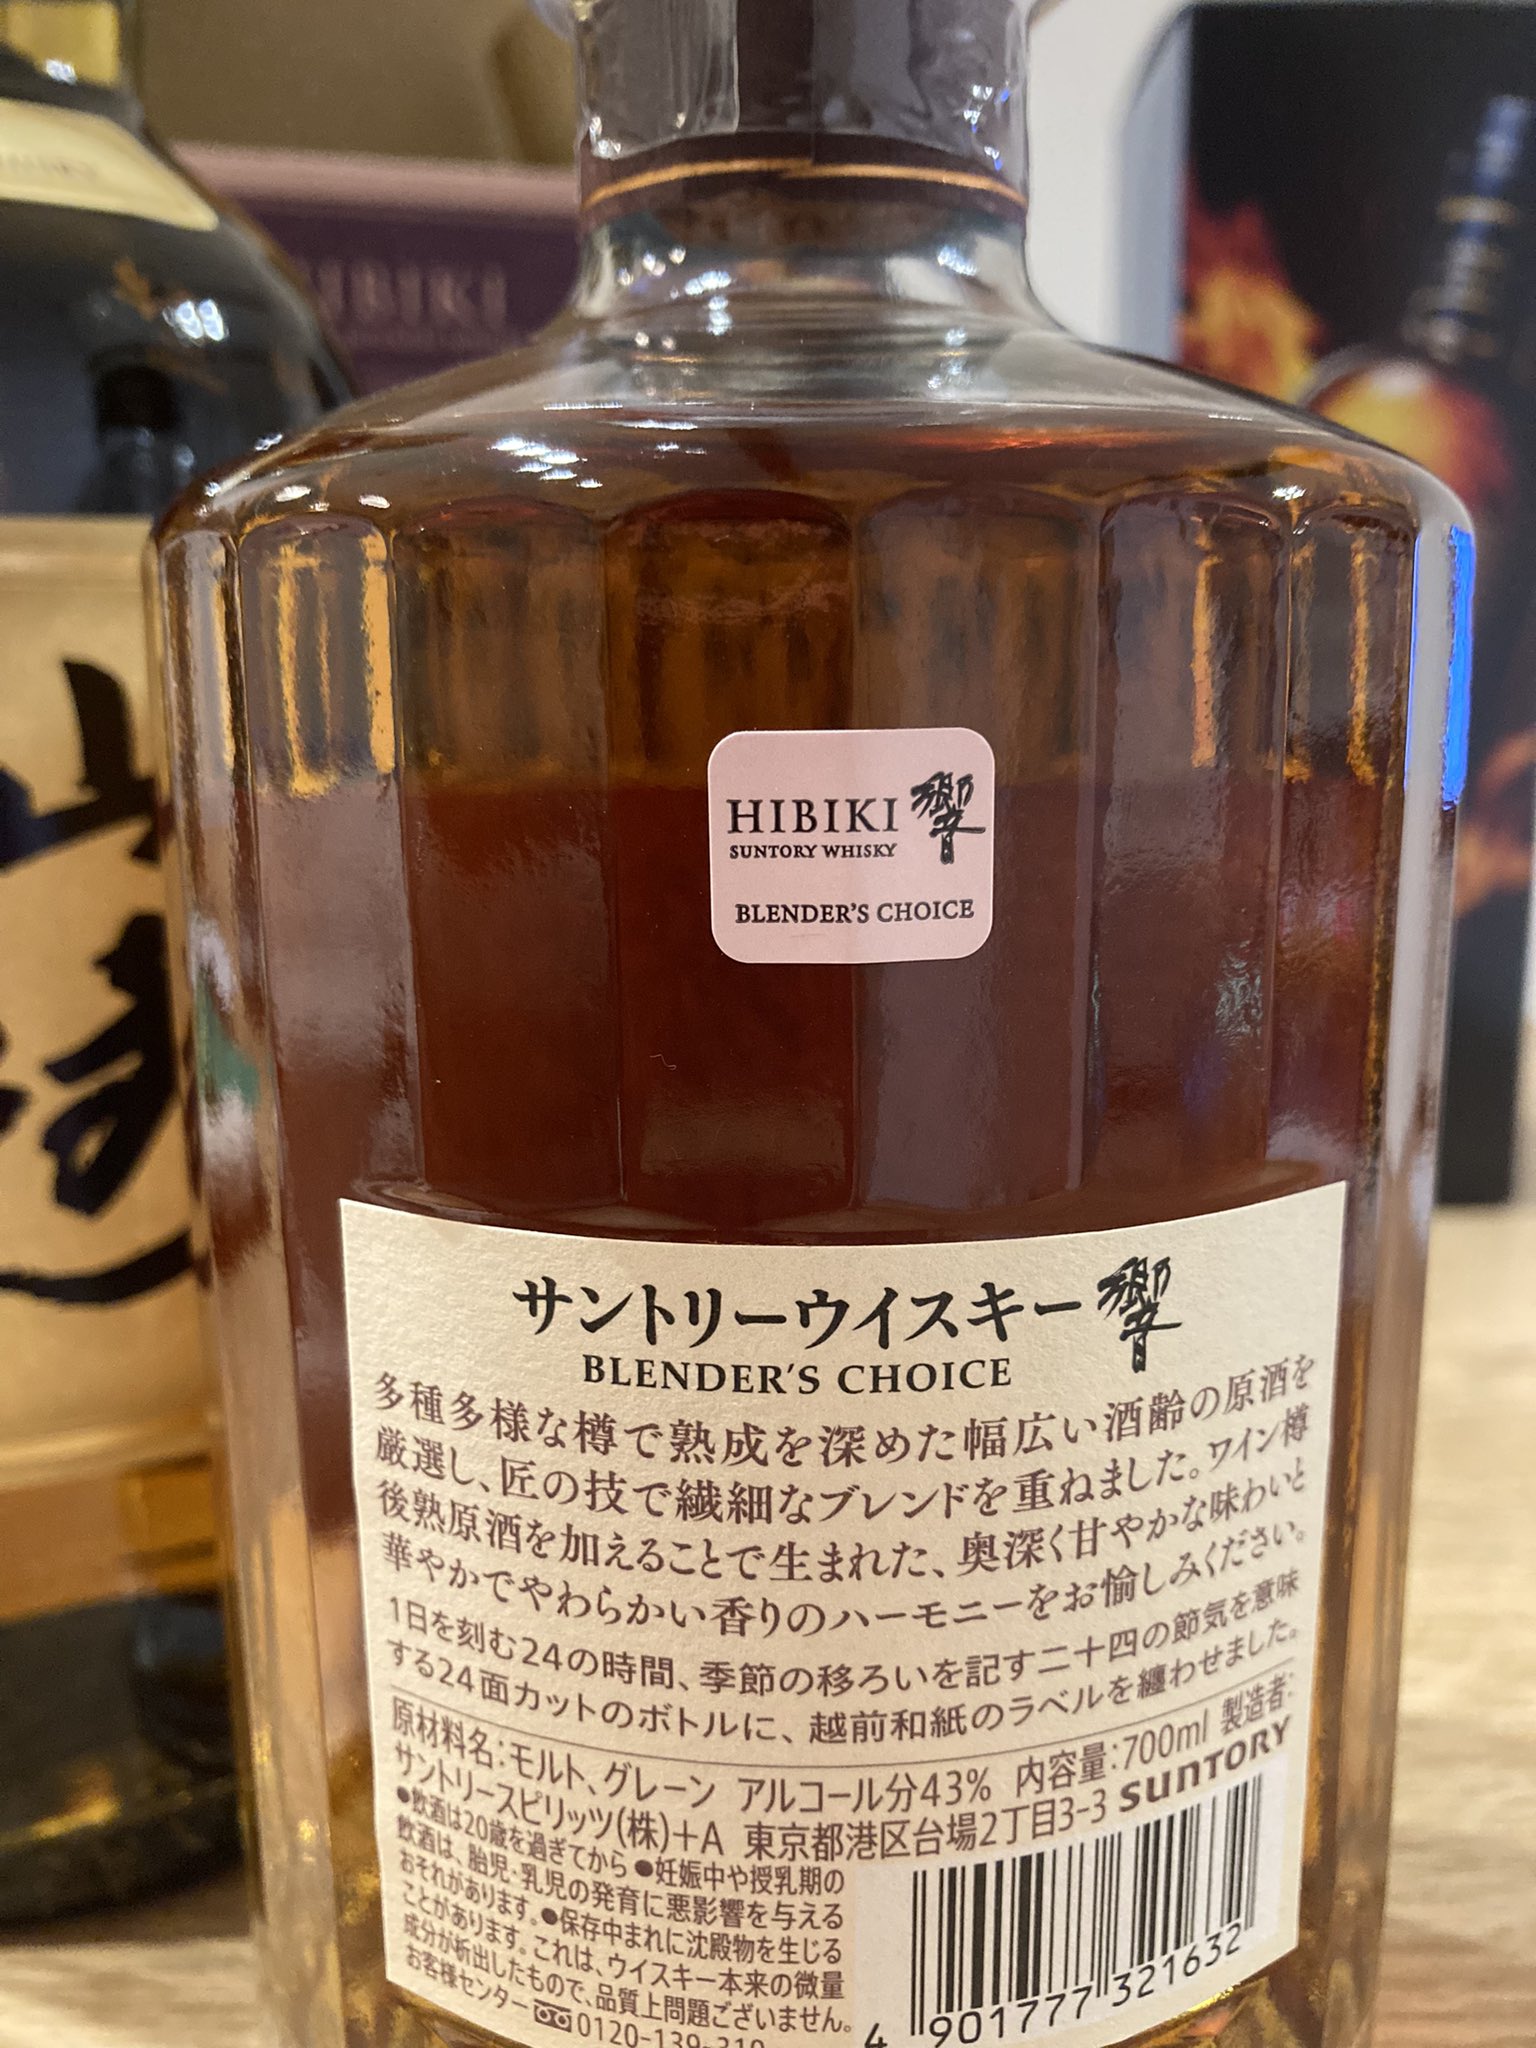 HIBIKI
HIBIKI 響
SUNTORY WHISKY
BLENDER'S CHOICE
サントリーウイスキー響
BLENDER'S CHOICE
多種多様な樽で熟成を深めた幅広い酒齢の原酒を
厳選し、匠の技で繊細なブレンドを重ねました。ワイン樽
後熟原酒を加えることで生まれた、奥深く甘やかな味わいと
華やかでやわらかい香りのハーモニーをお愉しみください。
1日を刻む24の時間、季節の移ろいを記す二十四の節気を意味
する24面カットのボトルに、越前和紙のラベルを纏わせました。
原材料名:モルト、グレーン アルコール分43% 内容量:700ml 製造者:
サントリースピリッツ(株)+A 東京都港区台場2丁目3-3 SUNTORY
●飲酒は20歳を過ぎてから ●妊娠中や授乳期の
飲酒は、胎児・乳児の発育に悪影響を与える
おそれがあります。●保存中まれに沈殿物を生じる
ことがあります。これは、ウイスキー本来の微量
成分が析出したもので、品質上問題ございません。
お客様センター 0120-139-310
4 901777 321632